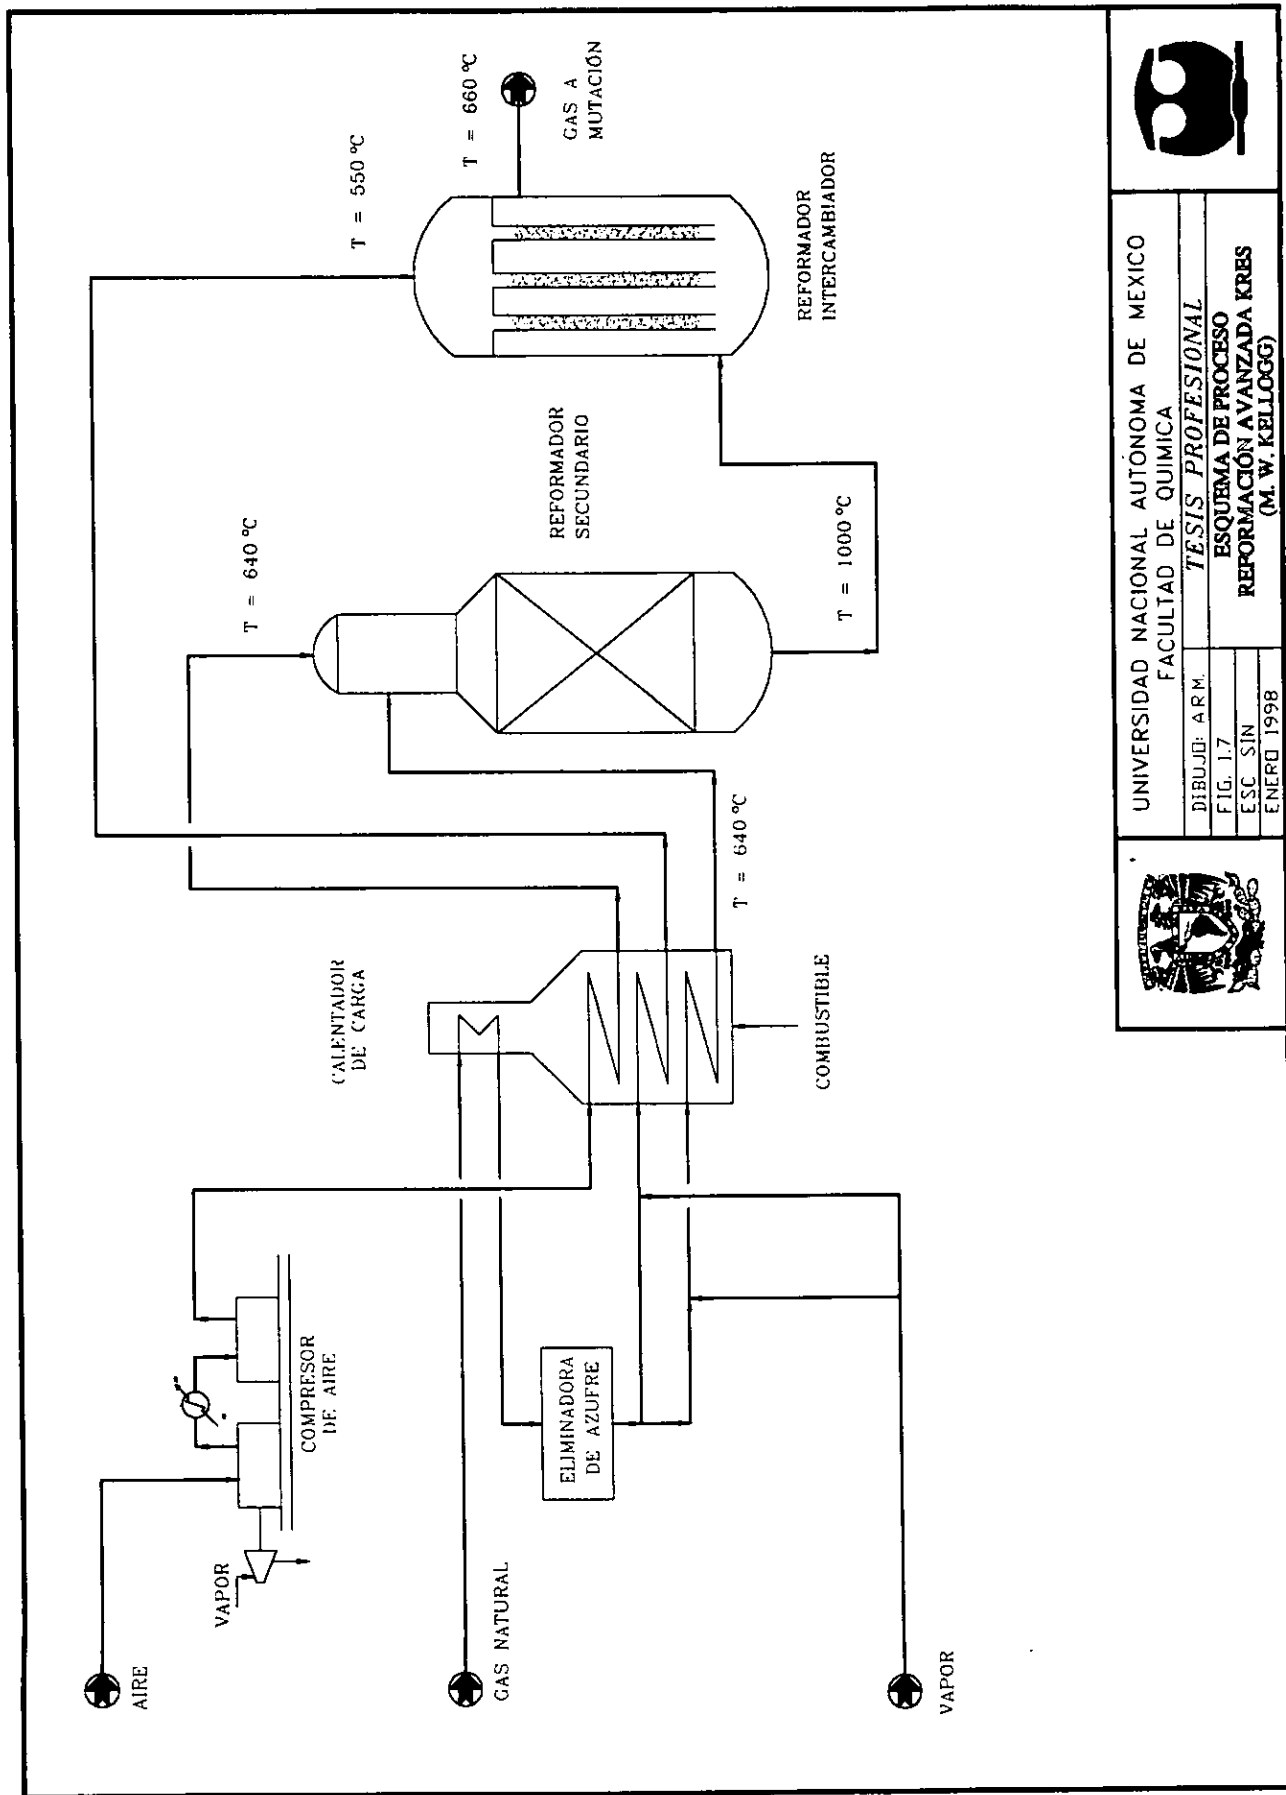 AIRE
VAPOR
COMPRESOR
DE AIRE
GAS NATURAL
ELIMINADORA
DE AZUFRE
VAPOR
CALENTADOR
DE CARGA
COMBUSTIBLE
T = 640 °C
T = 640 °C
REFORMADOR
SECUNDARIO
T = 1000 °C
T = 550 °C
T = 660 °C
GAS A
MUTACIÓN
REFORMADOR
INTERCAMBIADOR
UNIVERSIDAD NACIONAL AUTONOMA DE MEXICO
FACULTAD DE QUIMICA
DIBUJO: A R M.
TESIS PROFESIONAL
FIG. 1.7
ESC SIN
ENERO 1998
ESQUEMA DE PROCESO
REFORMACIÓN AVANZADA KRES
(M. W. KELLOGG)